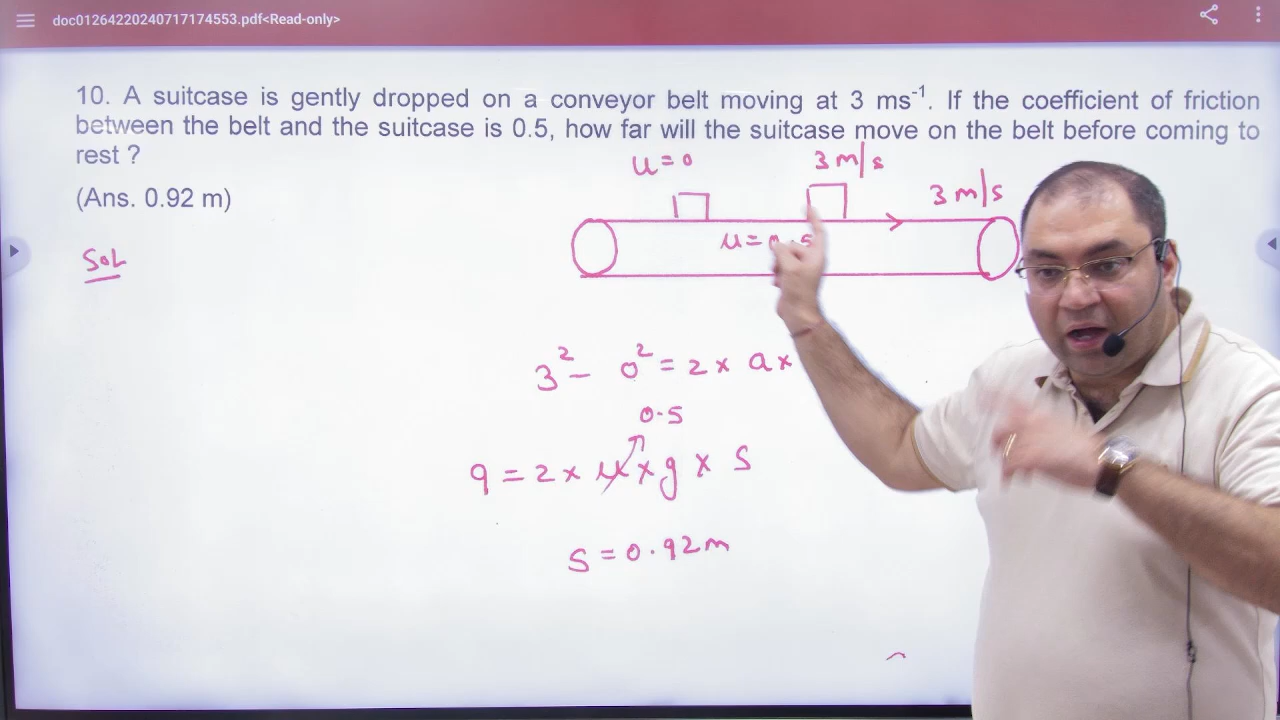 doc01264220240717174553.pdf<Read-only>
10. A suitcase is gently dropped on a conveyor belt moving at 3 ms⁻¹. If the coefficient of friction
between the belt and the suitcase is 0.5, how far will the suitcase move on the belt before coming to
rest ?
(Ans. 0.92 m)
u = 0
3 m/s
3 m/s
μ = 0.5
Sol
3² - 0² = 2 × a ×
0.5
9 = 2 × μ × g × s
S = 0.92m